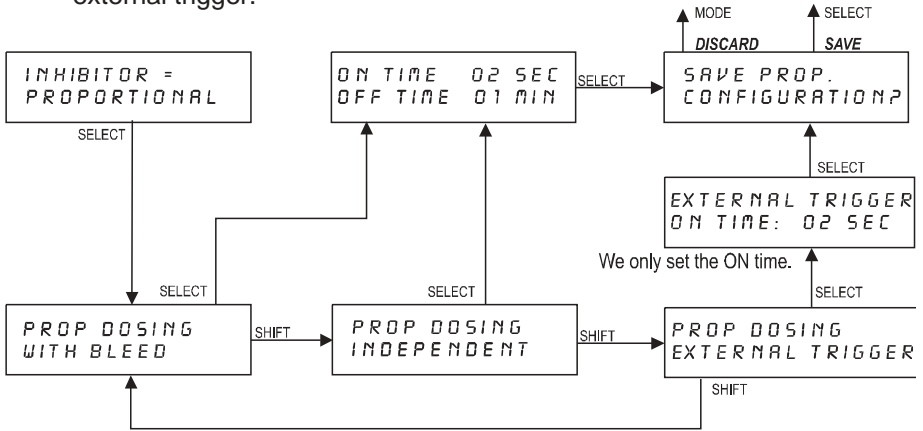 external trigger.
MODE
SELECT
DISCARD
SAVE
INHIBITOR =
PROPORTIONAL
ON TIME 02 SEC
OFF TIME 01 MIN
SELECT
SAVE PROP.
CONFIGURATION?
SELECT
SELECT
EXTERNAL TRIGGER
ON TIME: 02 SEC
We only set the ON time.
SELECT
SELECT
SELECT
PROP DOSING
WITH BLEED
SHIFT
PROP DOSING
INDEPENDENT
SHIFT
PROP DOSING
EXTERNAL TRIGGER
SHIFT